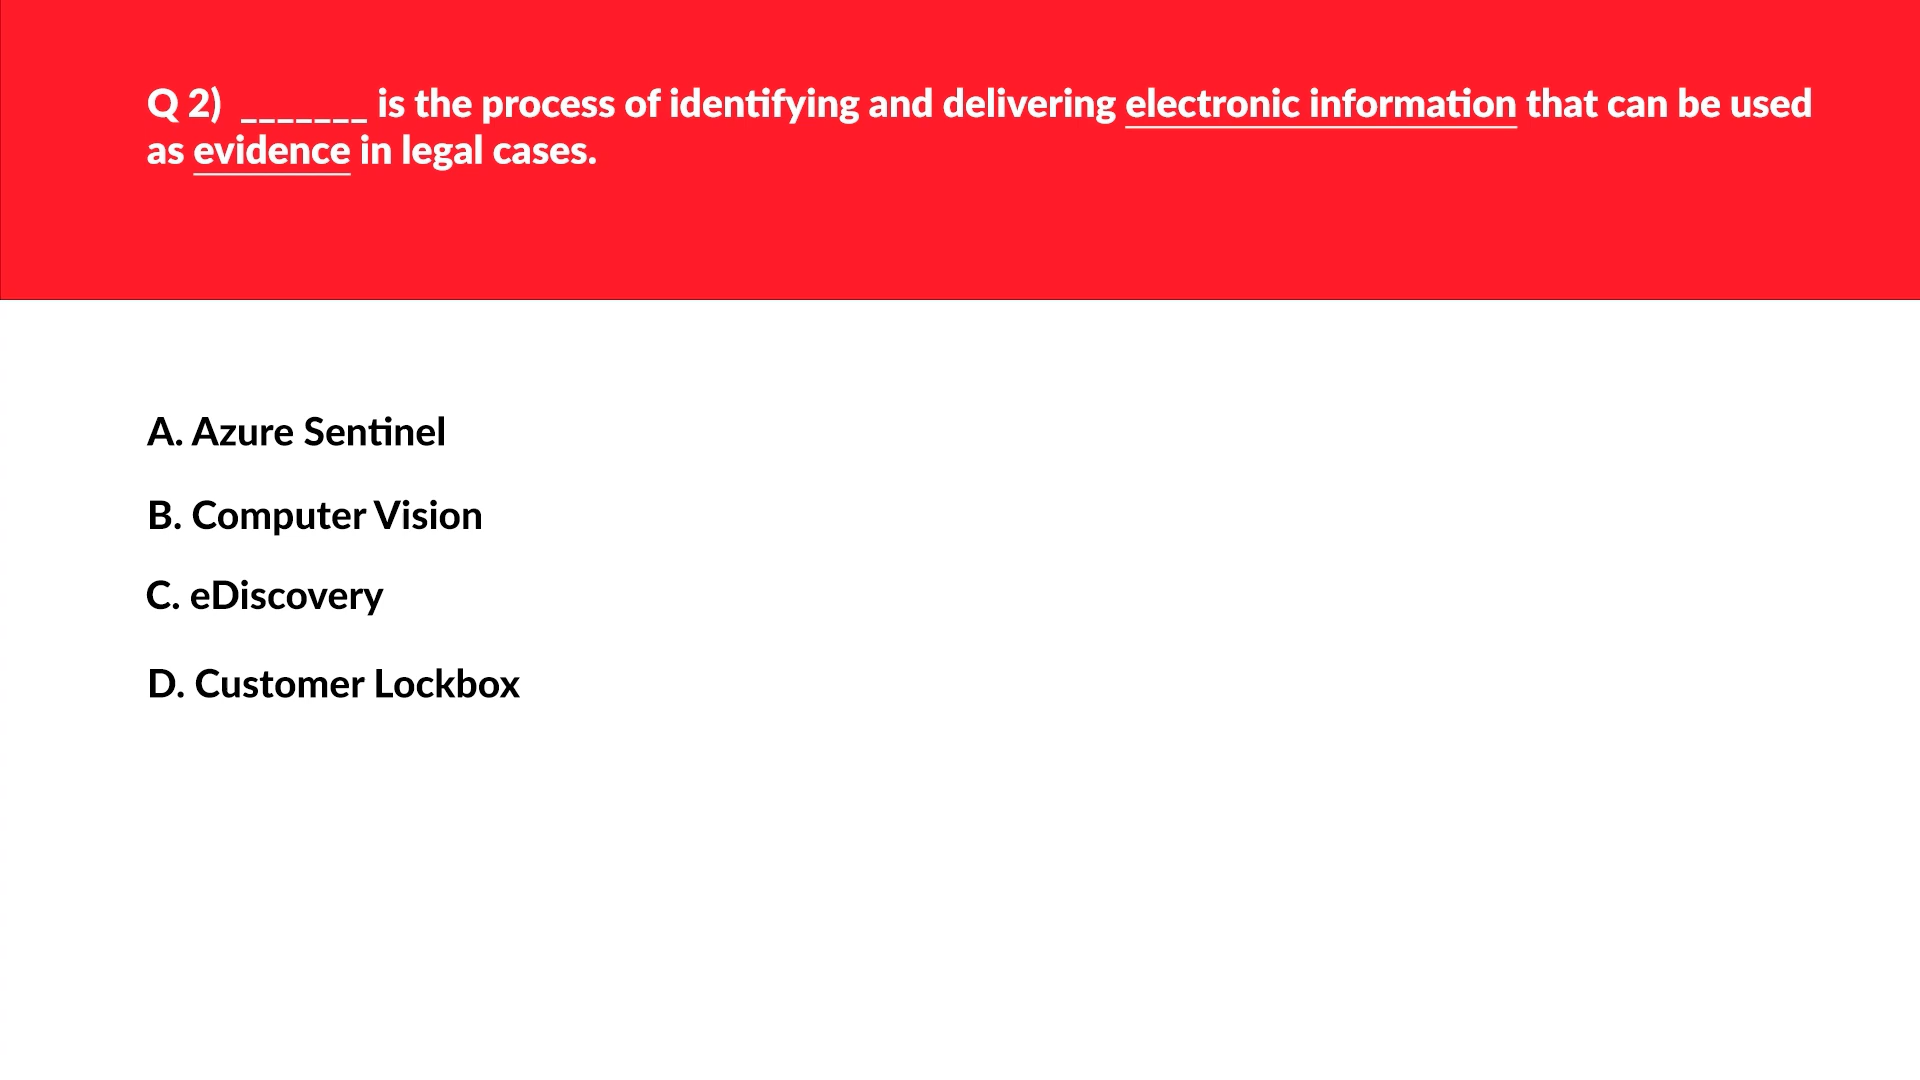 Q 2) _______ is the process of identifying and delivering electronic information that can be used
as evidence in legal cases.
A. Azure Sentinel
B. Computer Vision
C. eDiscovery
D. Customer Lockbox